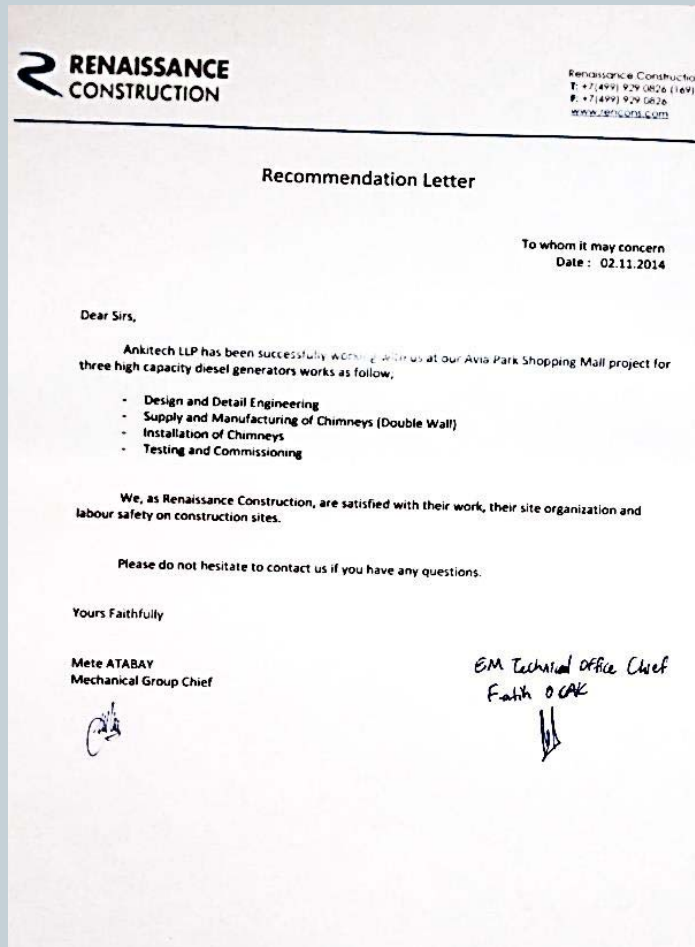 RENAISSANCE
CONSTRUCTION
Renaissance Constructio
T: +7(499) 929 0826 (169)
F: +7(499) 929 0826
www.rencons.com
Recommendation Letter
To whom it may concern
Date : 02.11.2014
Dear Sirs,
Ankitech LLP has been successfully working with us at our Avia Park Shopping Mall project for
three high capacity diesel generators works as follow;
- Design and Detail Engineering
- Supply and Manufacturing of Chimneys (Double Wall)
- Installation of Chimneys
- Testing and Commissioning
We, as Renaissance Construction, are satisfied with their work, their site organization and
labour safety on construction sites.
Please do not hesitate to contact us if you have any questions.
Yours Faithfully
Mete ATABAY
Mechanical Group Chief
EM Technical Office Chief
Fatih OCAK